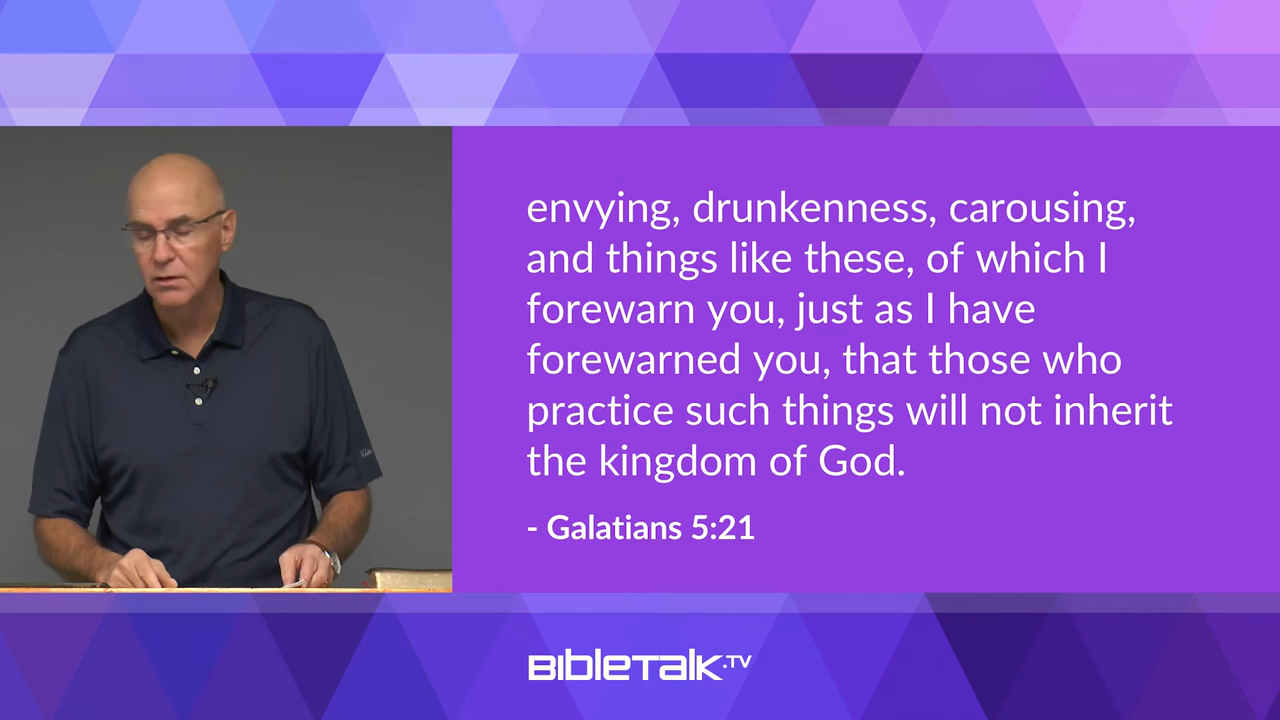 envying, drunkenness, carousing,
and things like these, of which I
forewarn you, just as I have
forewarned you, that those who
practice such things will not inherit
the kingdom of God.
- Galatians 5:21
BIBLETALK.TV